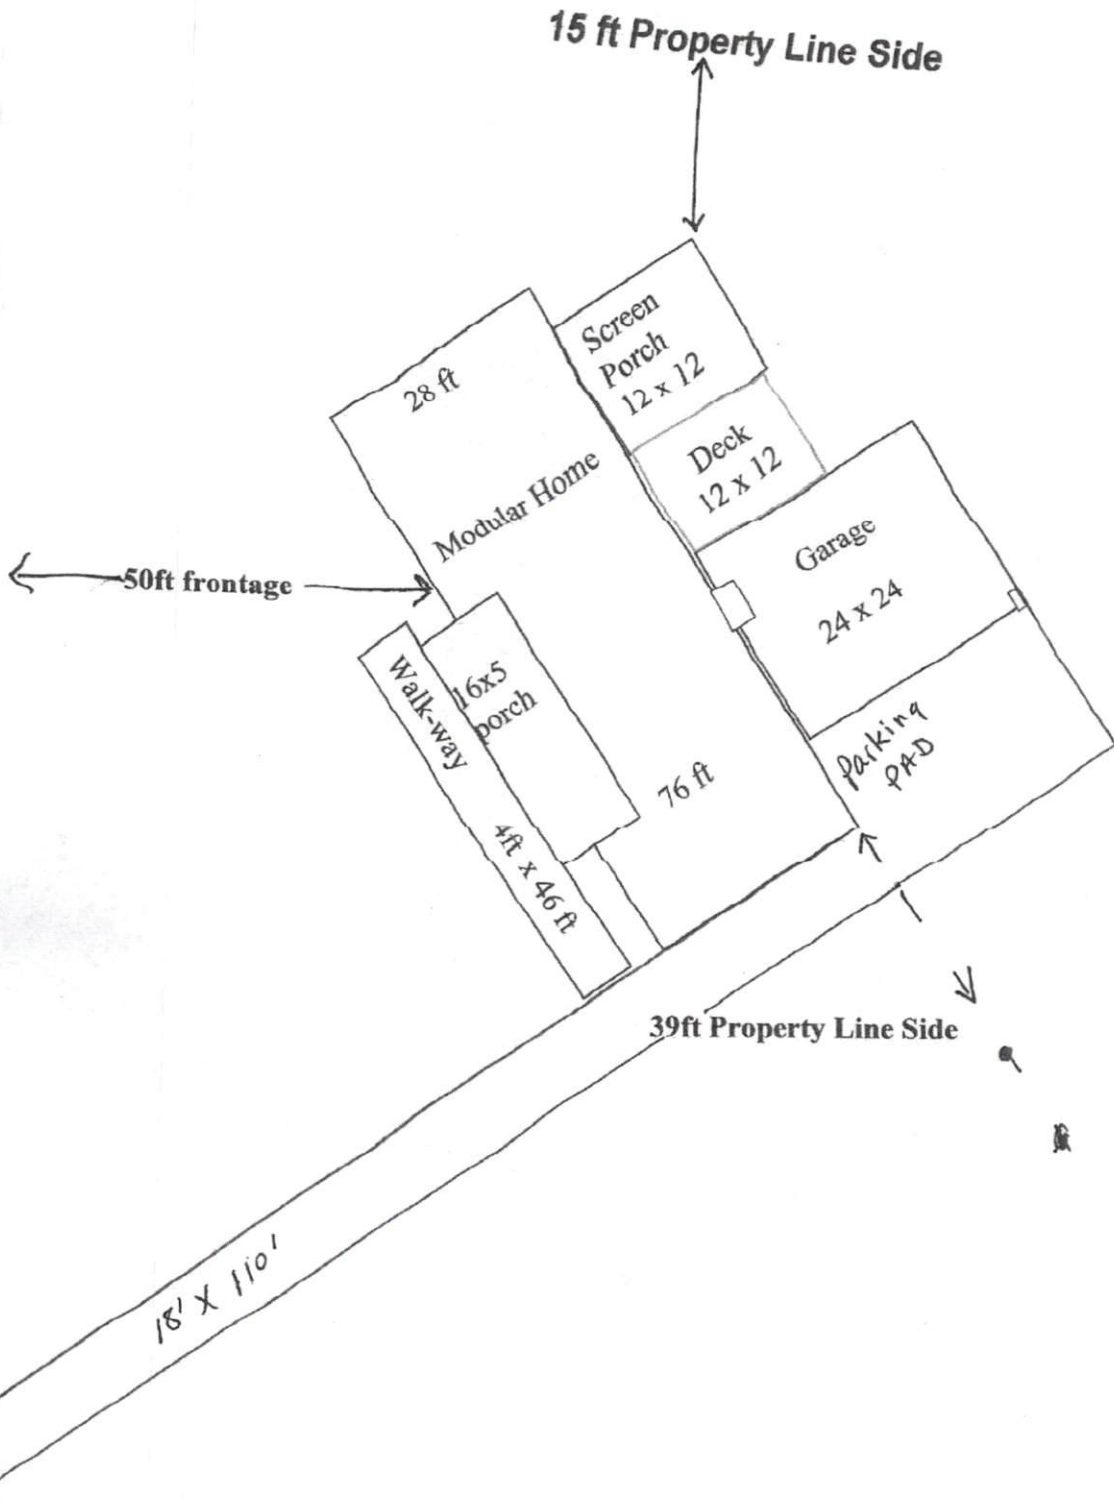 15 ft Property Line Side
Screen
Porch
12 x 12
28 ft
Deck
12 x 12
Modular Home
Garage
24 x 24
50ft frontage
16x5
porch
Walk-way
4ft x 46 ft
76 ft
Parking
PAD
39ft Property Line Side
18' X 110'